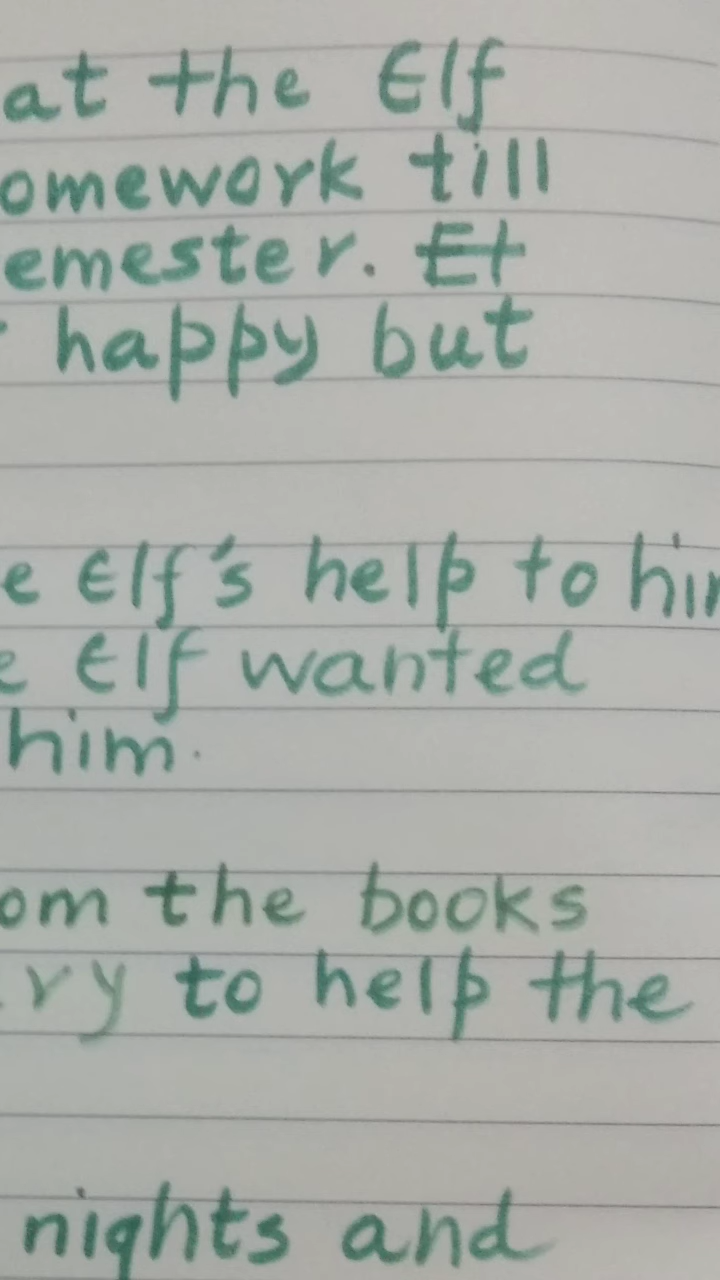 at the Elf
omework till
emester. El
happy but
e Elf's help to hi
e Elf wanted
him.
om the books
ry to help the
nights and